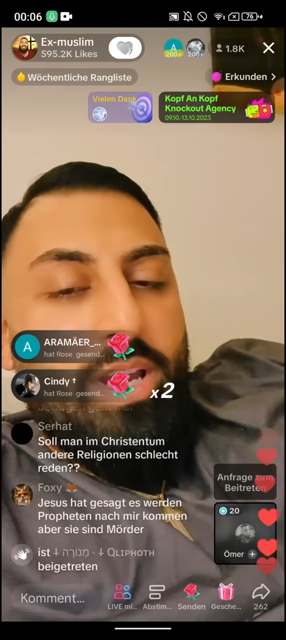 00:06
76
Ex-muslim
595.2K Likes
200+
200+
1.8K
Wöchentliche Rangliste
Erkunden
Vielen Dank
Kopf An Kopf
Knockout Agency
09.10.-13.10.2023
A
ARAMÄER_...
hat Rose gesend...
Cindy †
hat Rose gesend...
x2
Serhat
Soll man im Christentum
andere Religionen schlecht
reden??
Foxy 🦊
Jesus hat gesagt es werden
Propheten nach mir kommen
aber sie sind Mörder
Anfrage zum
Beitreten
20
Ömer +
beigetreten
Komment...
LIVE mi...
Abstim...
Senden
Gesche...
262